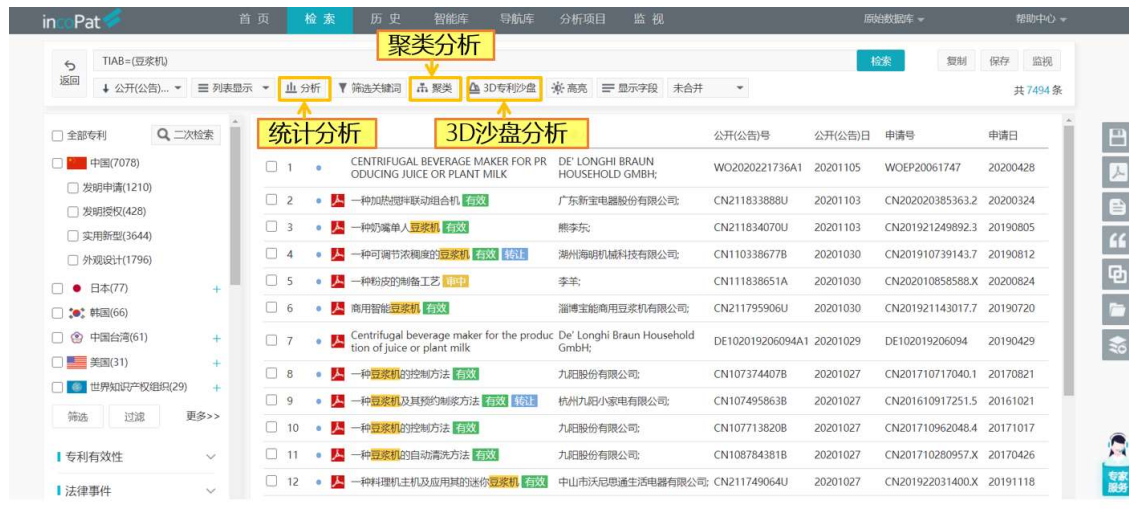 incoPat 首页 检索 历史 智能库 导航库 分析项目 监视 原始数据库 帮助中心
聚类分析
返回 TIAB=(豆浆机) 检索 复制 保存 监视
公开(公告)... 列表显示 分析 筛选关键词 聚类 3D专利沙盘 高亮 显示字段 未合并 共 7494 条
统计分析 3D沙盘分析
全部专利 二次检索
中国(7078)
发明申请(1210)
发明授权(428)
实用新型(3644)
外观设计(1796)
日本(77) +
韩国(66)
中国台湾(61) +
美国(31) +
世界知识产权组织(29) +
筛选 过滤 更多>>
专利有效性
法律事件
公开(公告)号 公开(公告)日 申请号 申请日
1 CENTRIFUGAL BEVERAGE MAKER FOR PR DE' LONGHI BRAUN WO2020221736A1 20201105 WOEP20061747 20200428
ODUCING JUICE OR PLANT MILK HOUSEHOLD GMBH;
2 一种加热搅拌联动组合机 有效 广东新宝电器股份有限公司; CN211833888U 20201103 CN202020385363.2 20200324
3 一种奶嘴单人豆浆机 有效 熊李东; CN211834070U 20201103 CN201921249892.3 20190805
4 一种可调节浓稠度的豆浆机 有效 转让 湖州海明机械科技有限公司; CN110338677B 20201030 CN201910739143.7 20190812
5 一种粉皮的制备工艺 审中 李羊; CN111838651A 20201030 CN202010858588.X 20200824
6 商用智能豆浆机 有效 淄博宝能商用豆浆机有限公司; CN211795906U 20201030 CN201921143017.7 20190720
7 Centrifugal beverage maker for the produc De' Longhi Braun Household DE102019206094A1 20201029 DE102019206094 20190429
tion of juice or plant milk GmbH;
8 一种豆浆机的控制方法 有效 九阳股份有限公司; CN107374407B 20201027 CN201710717040.1 20170821
9 一种豆浆机及其预约制浆方法 有效 转让 杭州九阳小家电有限公司; CN107495863B 20201027 CN201610917251.5 20161021
10 一种豆浆机的控制方法 有效 九阳股份有限公司; CN107713820B 20201027 CN201710962048.4 20171017
11 一种豆浆机的自动清洗方法 有效 九阳股份有限公司; CN108784381B 20201027 CN201710280957.X 20170426
12 一种料理机主机及应用其的迷你豆浆机 有效 中山市沃尼思通生活电器有限公司; CN211749064U 20201027 CN201922031400.X 20191118
专家
服务